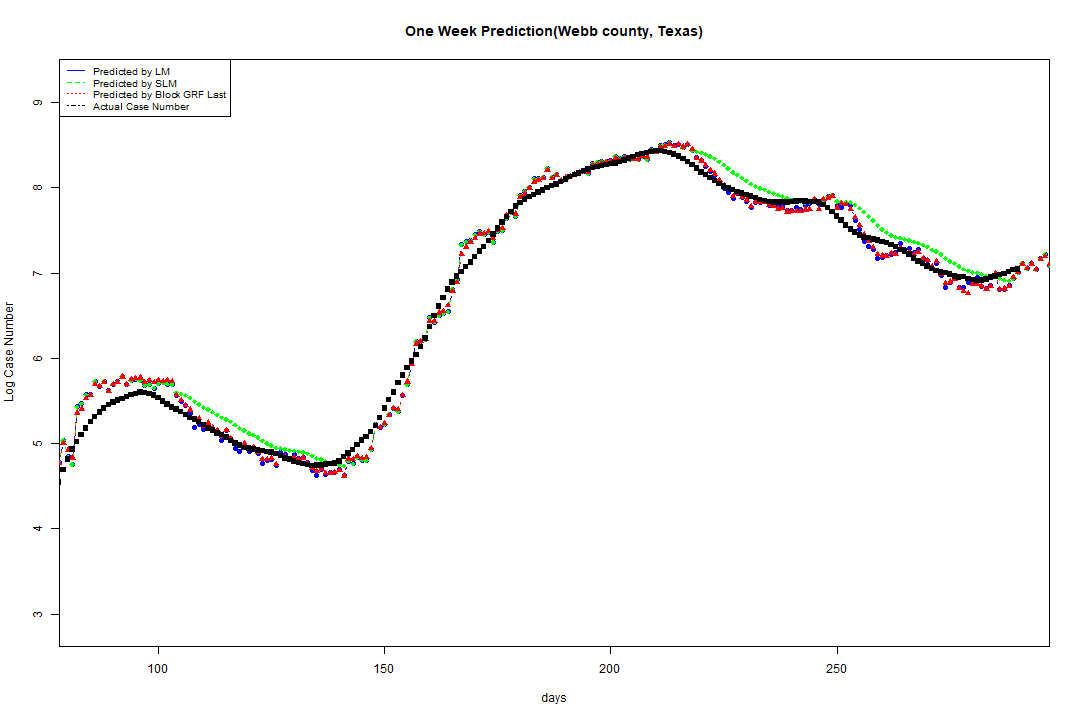 One Week Prediction(Webb county, Texas)
Predicted by LM
Predicted by SLM
Predicted by Block GRF Last
Actual Case Number
9
8
7
6
5
4
3
Log Case Number
100 150 200 250
days